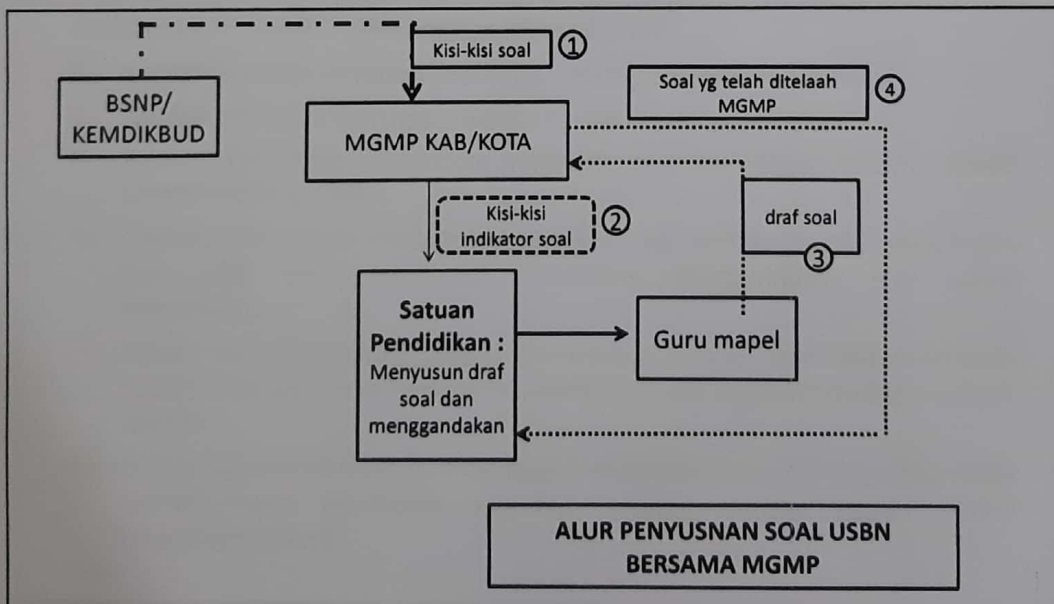 Kisi-kisi soal
1
BSNP/
KEMDIKBUD
Soal yg telah ditelaah
MGMP
4
MGMP KAB/KOTA
Kisi-kisi
indikator soal
2
draf soal
3
Satuan
Pendidikan :
Menyusun draf
soal dan
menggandakan
Guru mapel
ALUR PENYUSNAN SOAL USBN
BERSAMA MGMP